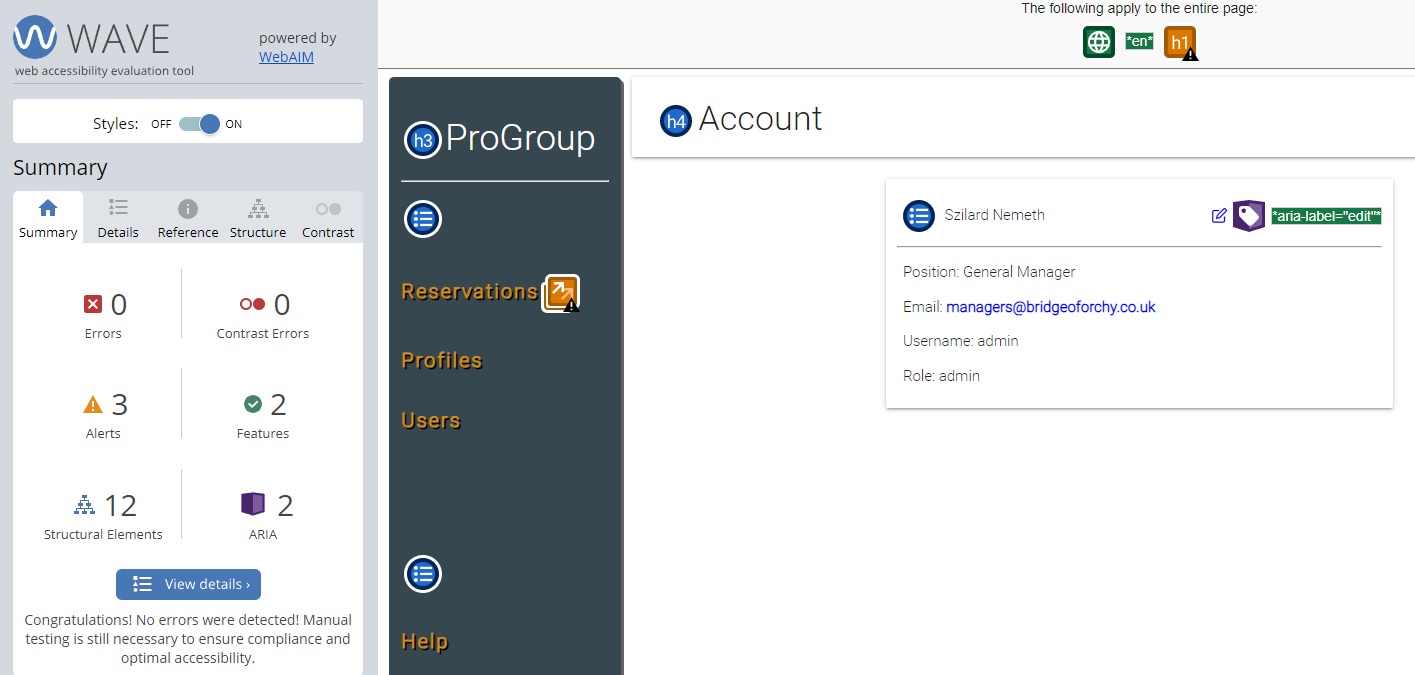 WAVE
web accessibility evaluation tool
powered by
WebAIM
Styles: OFF ON
Summary
Summary Details Reference Structure Contrast
0 0
Errors Contrast Errors
3 2
Alerts Features
12 2
Structural Elements ARIA
View details ›
Congratulations! No errors were detected! Manual
testing is still necessary to ensure compliance and
optimal accessibility.
The following apply to the entire page:
*en* h1
h3 ProGroup
Reservations
Profiles
Users
Help
h4 Account
Szilard Nemeth *aria-label="edit"*
Position: General Manager
Email: managers@bridgeoforchy.co.uk
Username: admin
Role: admin